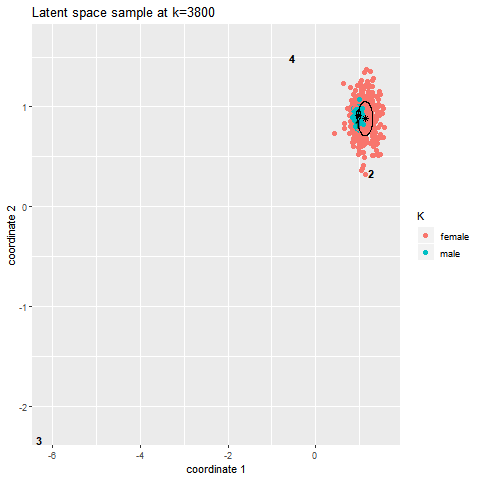 Latent space sample at k=3800
4
1
2
0
-1
-2
3
-6
-4
-2
0
coordinate 1
coordinate 2
K
female
male